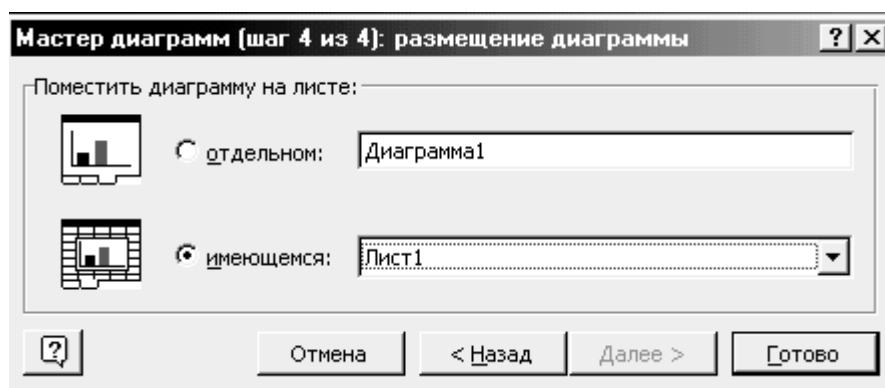 Мастер диаграмм (шаг 4 из 4): размещение диаграммы
Поместить диаграмму на листе:
отдельном: Диаграмма1
имеющемся: Лист1
Отмена < Назад Далее > Готово